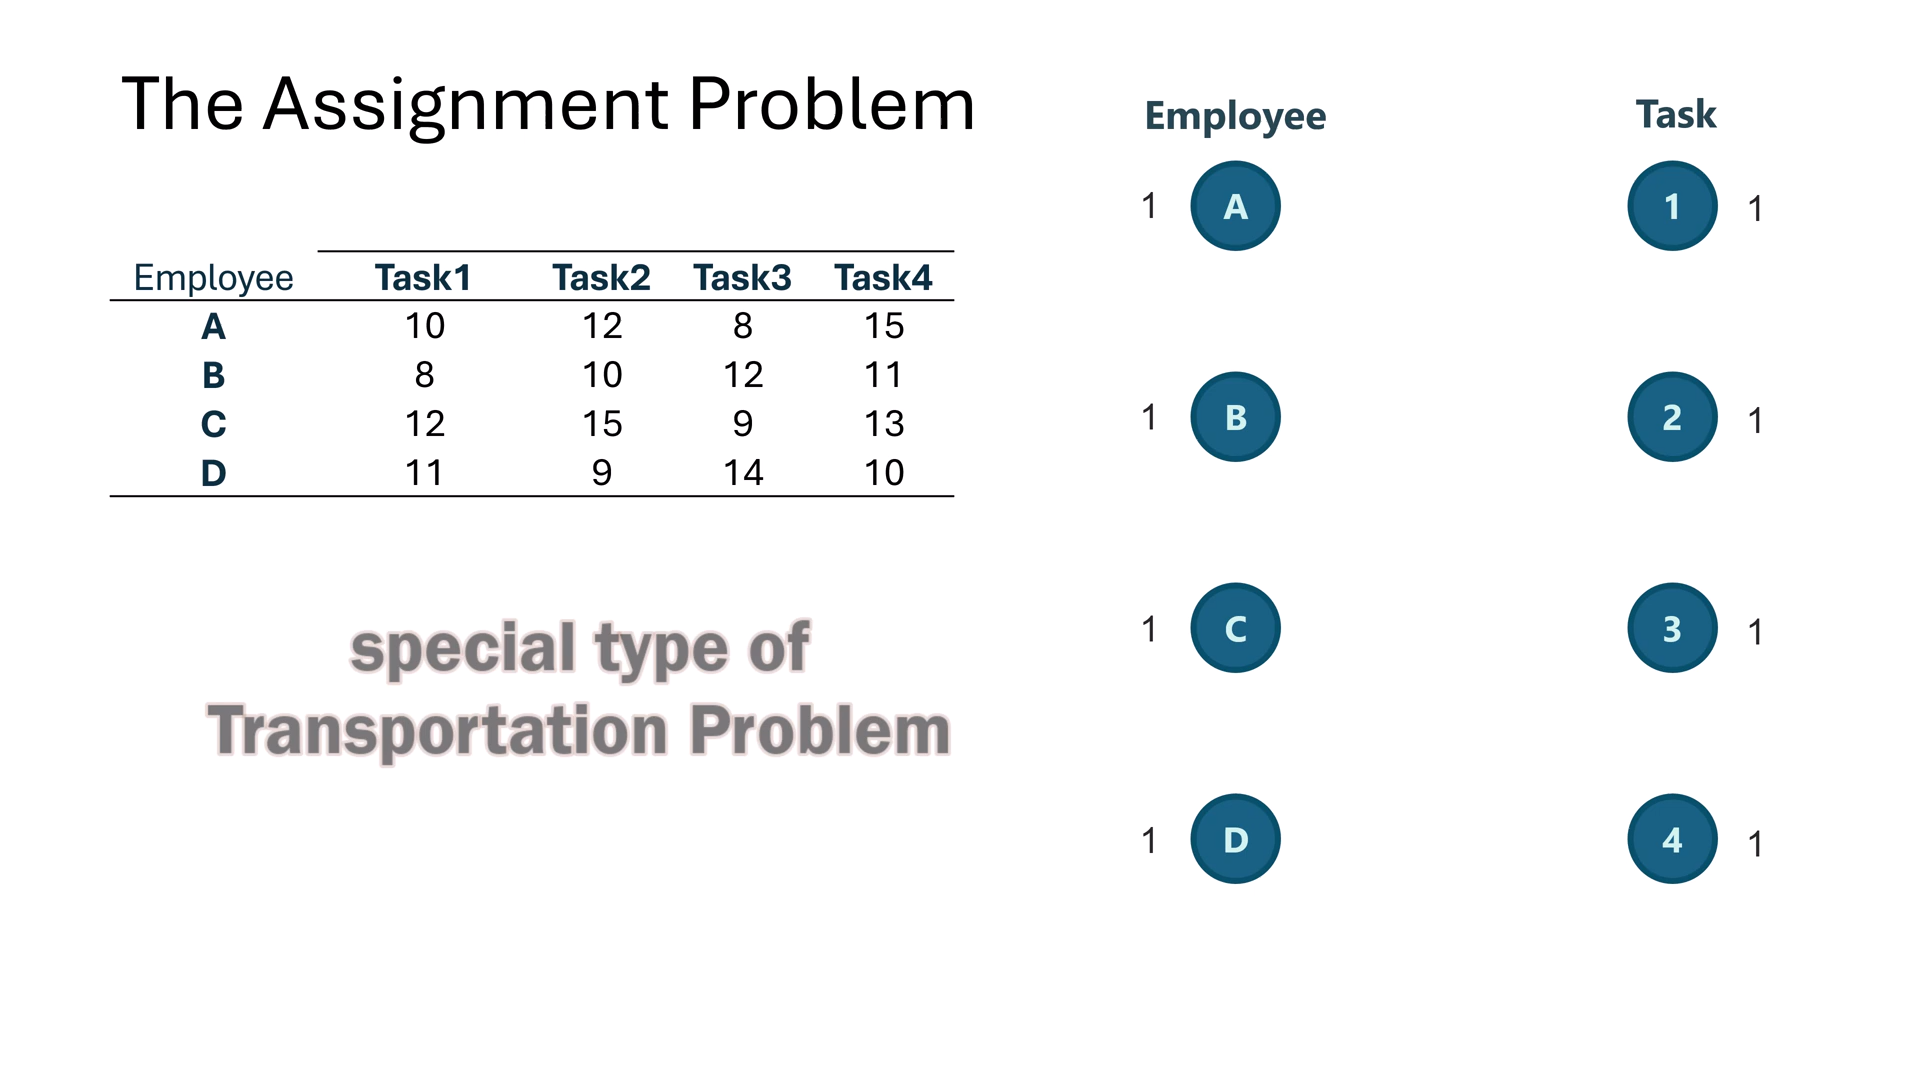 The Assignment Problem
Employee Task1 Task2 Task3 Task4
A 10 12 8 15
B 8 10 12 11
C 12 15 9 13
D 11 9 14 10
special type of
Transportation Problem
Employee Task
1 A 1 1
1 B 2 1
1 C 3 1
1 D 4 1